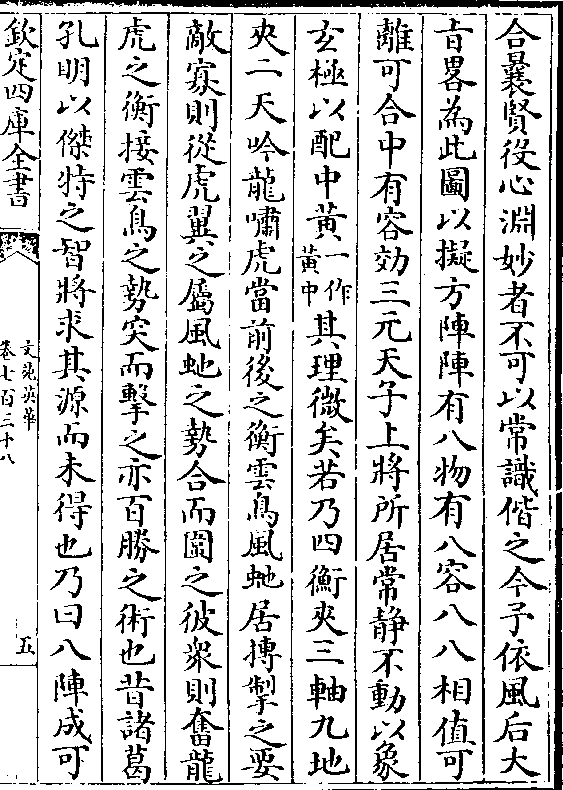 合曩賢役心淵妙者不可以常識偕之今予依風后大
㫖畧為此圖以擬方陣陣有八物有八容八八相值可
離可合中有容効三元天子上將所居常静不動以象
玄極以配中黄一作黄中其理微矣若乃四衡夾三軸九地
夾二天吟龍嘯虎當前後之衡雲鳥風虵居搏掣之要
敵寡則從虎翼之屬風虵之勢合而圍之彼衆則奮龍
虎之衡接雲鳥之勢突而擊之亦百勝之術也昔諸葛
孔明以傑特之智將求其源而未得也乃曰八陣成可
欽定四庫全書
文苑英華
卷七百三十八
五